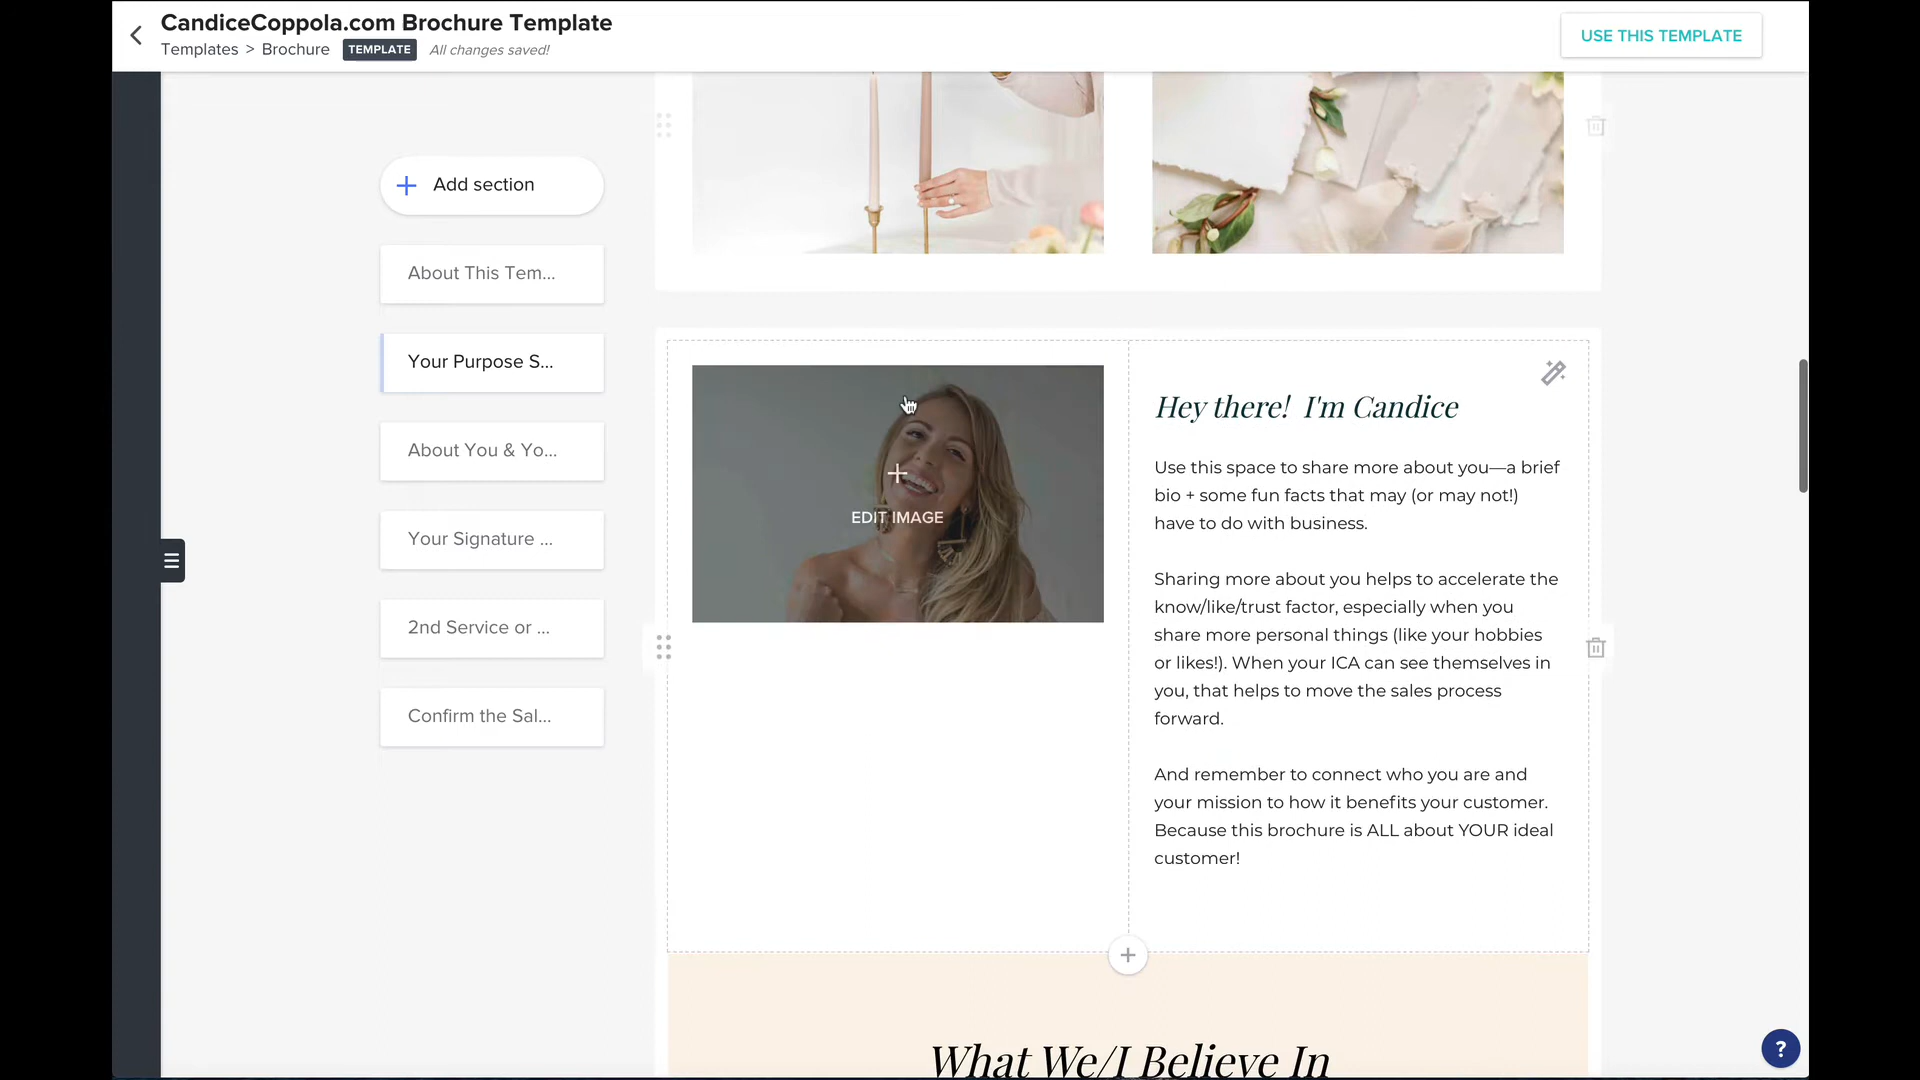 CandiceCoppola.com Brochure Template
Templates > Brochure TEMPLATE All changes saved!
USE THIS TEMPLATE
Add section
About This Tem...
Your Purpose S...
About You & Yo...
Your Signature ...
2nd Service or ...
Confirm the Sal...
EDIT IMAGE
Hey there! I'm Candice
Use this space to share more about you—a brief
bio + some fun facts that may (or may not!)
have to do with business.
Sharing more about you helps to accelerate the
know/like/trust factor, especially when you
share more personal things (like your hobbies
or likes!). When your ICA can see themselves in
you, that helps to move the sales process
forward.
And remember to connect who you are and
your mission to how it benefits your customer.
Because this brochure is ALL about YOUR ideal
customer!
What We/I Believe In
?